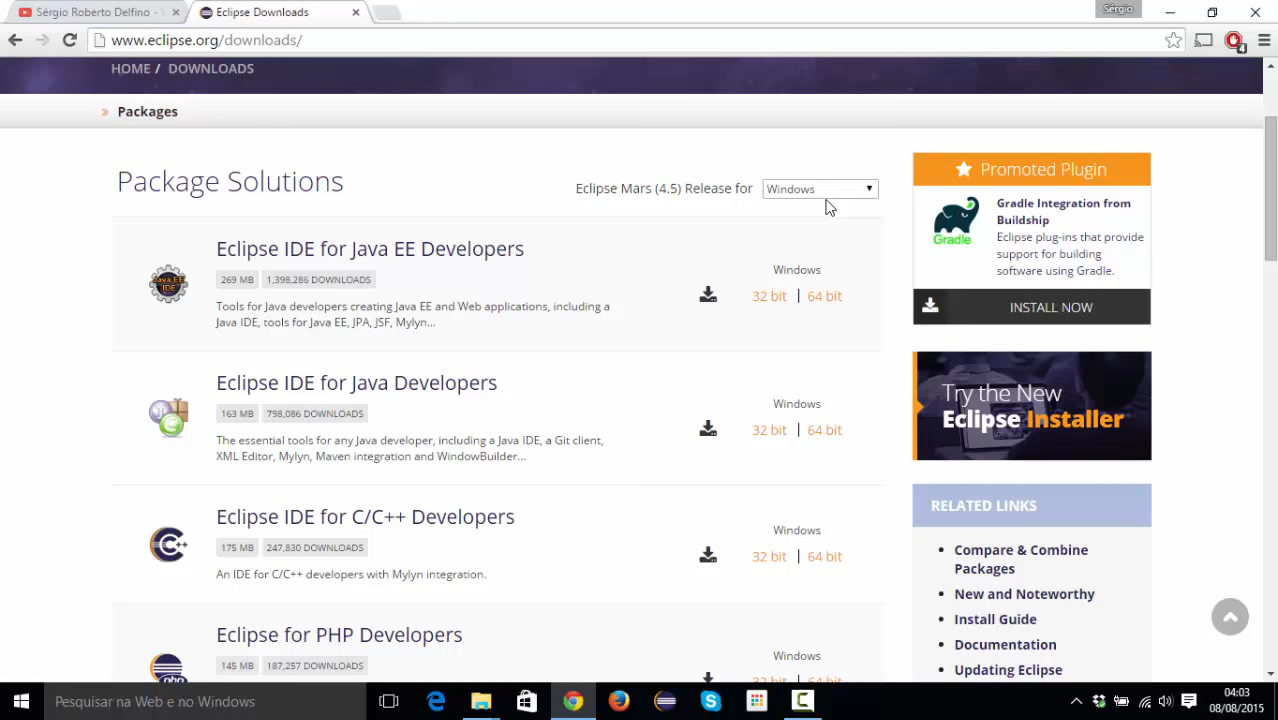 Sérgio Roberto Delfino -
Eclipse Downloads
Sérgio
www.eclipse.org/downloads/
4
HOME / DOWNLOADS
» Packages
Package Solutions
Eclipse Mars (4.5) Release for
Windows
Eclipse IDE for Java EE Developers
269 MB 1,398,286 DOWNLOADS
Tools for Java developers creating Java EE and Web applications, including a
Java IDE, tools for Java EE, JPA, JSF, Mylyn...
Java EE
IDE
Windows
32 bit | 64 bit
Eclipse IDE for Java Developers
163 MB 798,086 DOWNLOADS
The essential tools for any Java developer, including a Java IDE, a Git client,
XML Editor, Mylyn, Maven integration and WindowBuilder...
Windows
32 bit | 64 bit
Eclipse IDE for C/C++ Developers
175 MB 247,830 DOWNLOADS
An IDE for C/C++ developers with Mylyn integration.
C++
Windows
32 bit | 64 bit
Eclipse for PHP Developers
145 MB 187,257 DOWNLOADS
php
Windows
32 bit | 64 bit
Promoted Plugin
Gradle
Gradle Integration from
Buildship
Eclipse plug-ins that provide
support for building
software using Gradle.
INSTALL NOW
Try the New
Eclipse Installer
RELATED LINKS
• Compare & Combine
Packages
• New and Noteworthy
• Install Guide
• Documentation
• Updating Eclipse
Pesquisar na Web e no Windows
04:03
08/08/2015